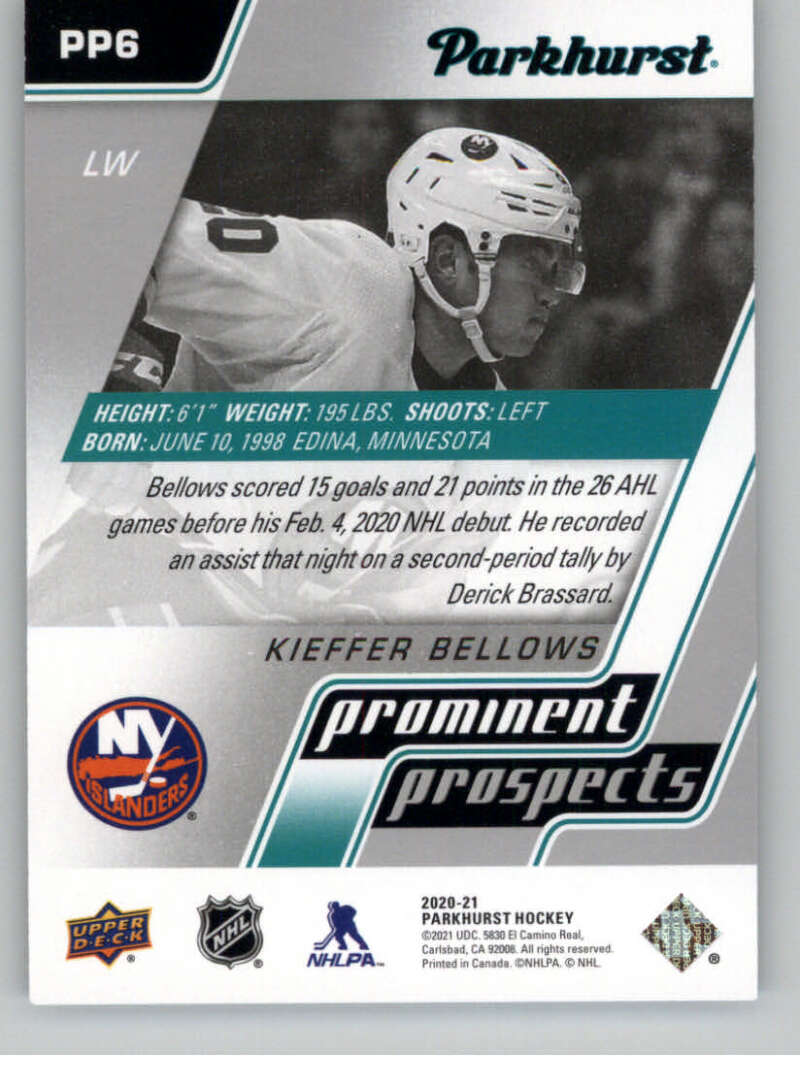 PP6
Parkhurst®
LW
HEIGHT: 6'1" WEIGHT: 195 LBS. SHOOTS: LEFT
BORN: JUNE 10, 1998 EDINA, MINNESOTA
Bellows scored 15 goals and 21 points in the 26 AHL
games before his Feb. 4, 2020 NHL debut. He recorded
an assist that night on a second-period tally by
Derick Brassard.
KIEFFER BELLOWS
prominent
prospects
NY
ISLANDERS
®
UPPER
D·E·C·K
®
NHL
®
NHLPA™
2020-21
PARKHURST HOCKEY
©2021 UDC. 5830 El Camino Real,
Carlsbad, CA 92008. All rights reserved.
Printed in Canada. ©NHLPA. © NHL.
®